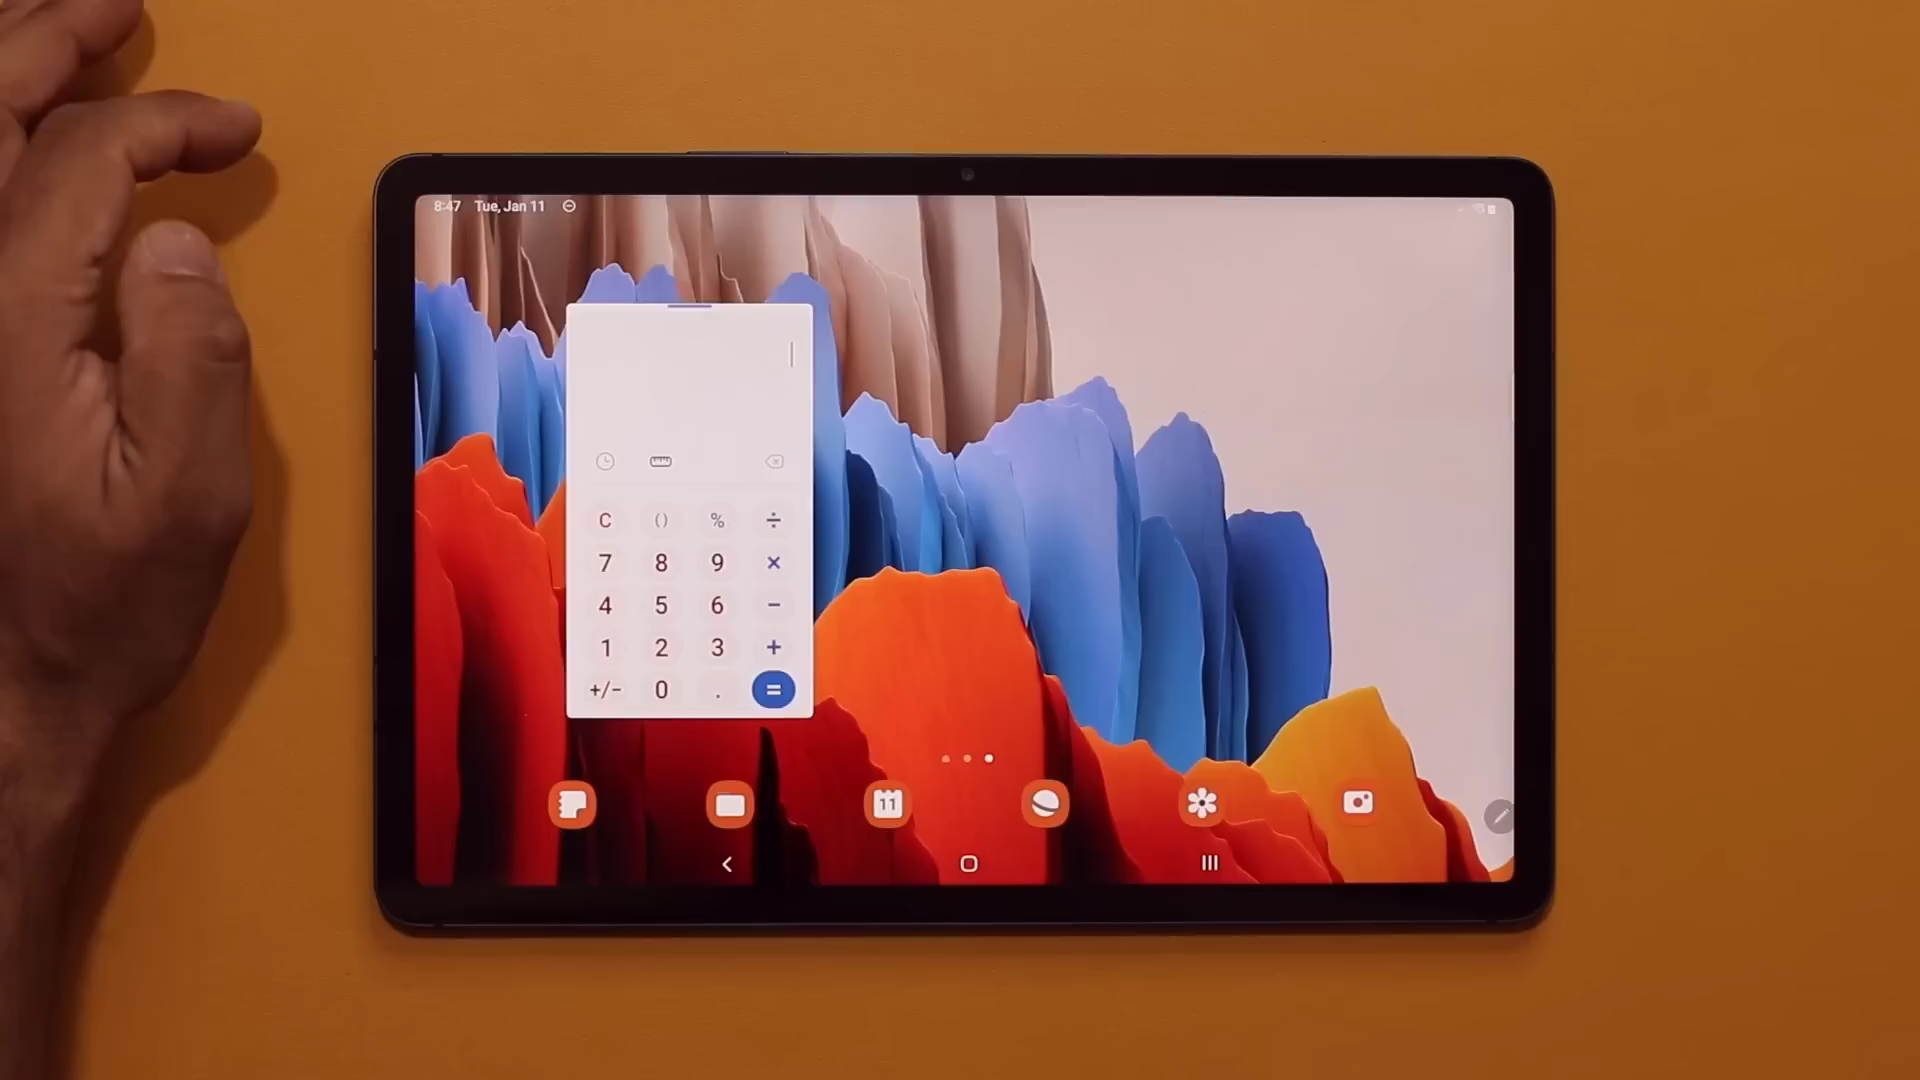 8:47 Tue, Jan 11
C () % ÷
7 8 9 ×
4 5 6 −
1 2 3 +
+/− 0 . =
11